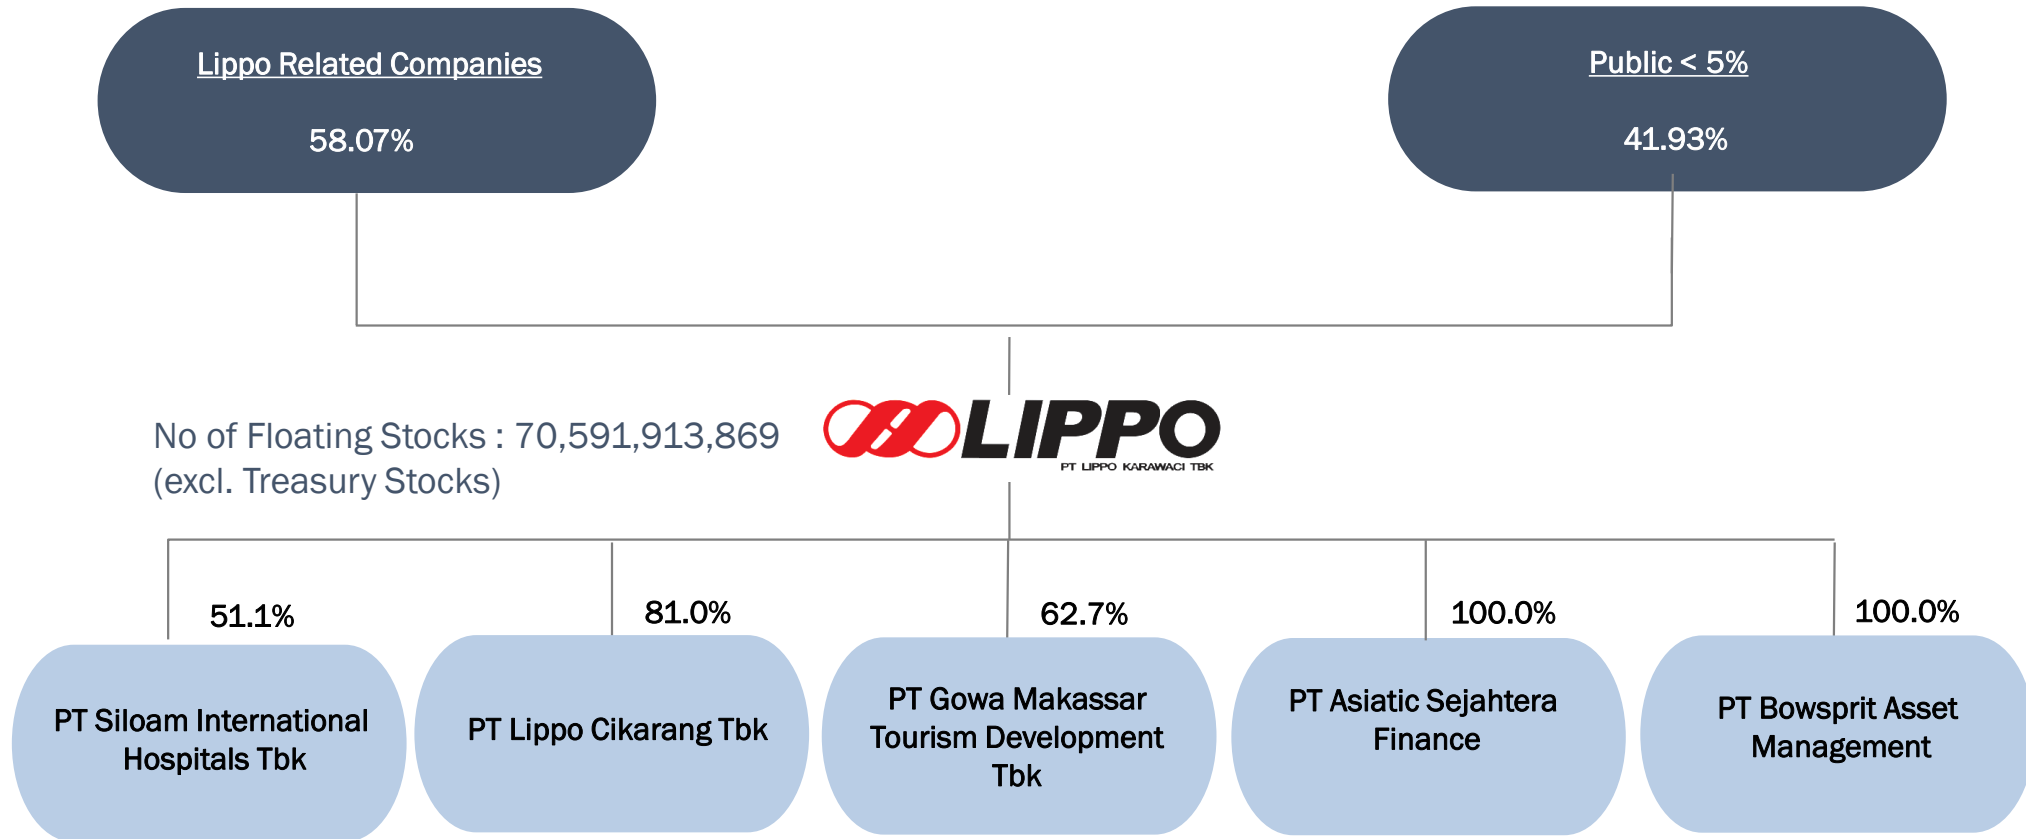 Lippo Related Companies
58.07%
Public < 5%
41.93%
No of Floating Stocks : 70,591,913,869
(excl. Treasury Stocks)
LIPPO
PT LIPPO KARAWACI TBK
51.1%
81.0%
62.7%
100.0%
100.0%
PT Siloam International
Hospitals Tbk
PT Lippo Cikarang Tbk
PT Gowa Makassar
Tourism Development
Tbk
PT Asiatic Sejahtera
Finance
PT Bowsprit Asset
Management